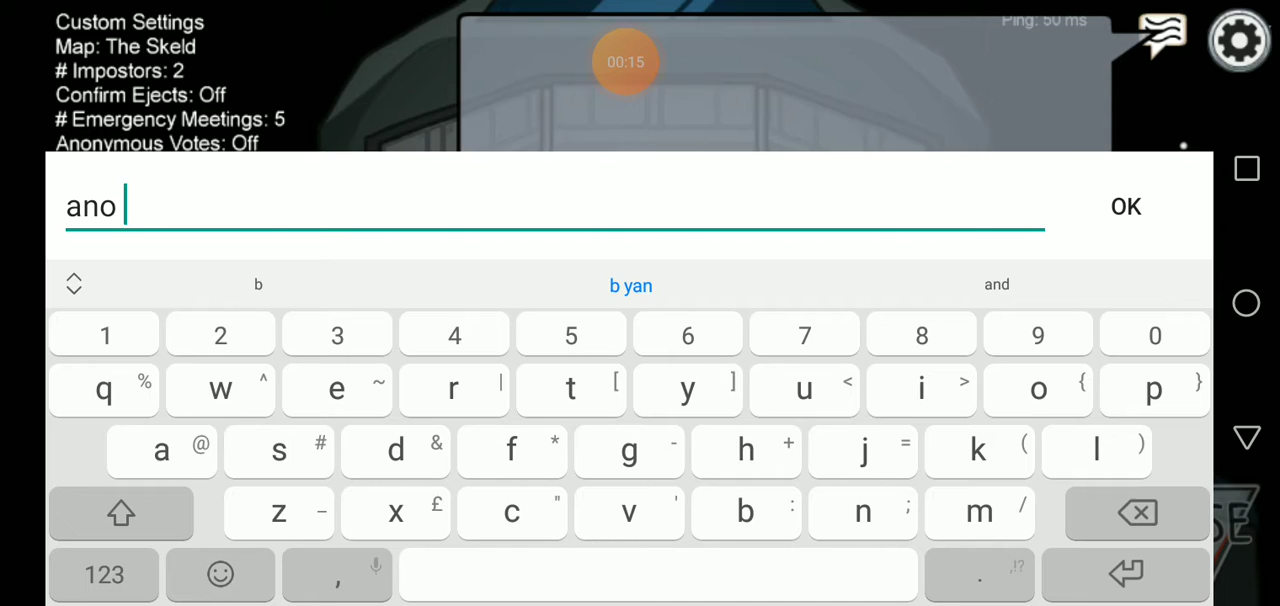 Custom Settings
Map: The Skeld
# Impostors: 2
Confirm Ejects: Off
# Emergency Meetings: 5
Anonymous Votes: Off
Ping: 50 ms
00:15
ano
OK
b b yan and
1 2 3 4 5 6 7 8 9 0
q % w ^ e ~ r | t [ y ] u < i > o { p }
a @ s # d & f * g - h + j = k ( l )
z _ x £ c " v ' b : n ; m /
123 , . ,!?